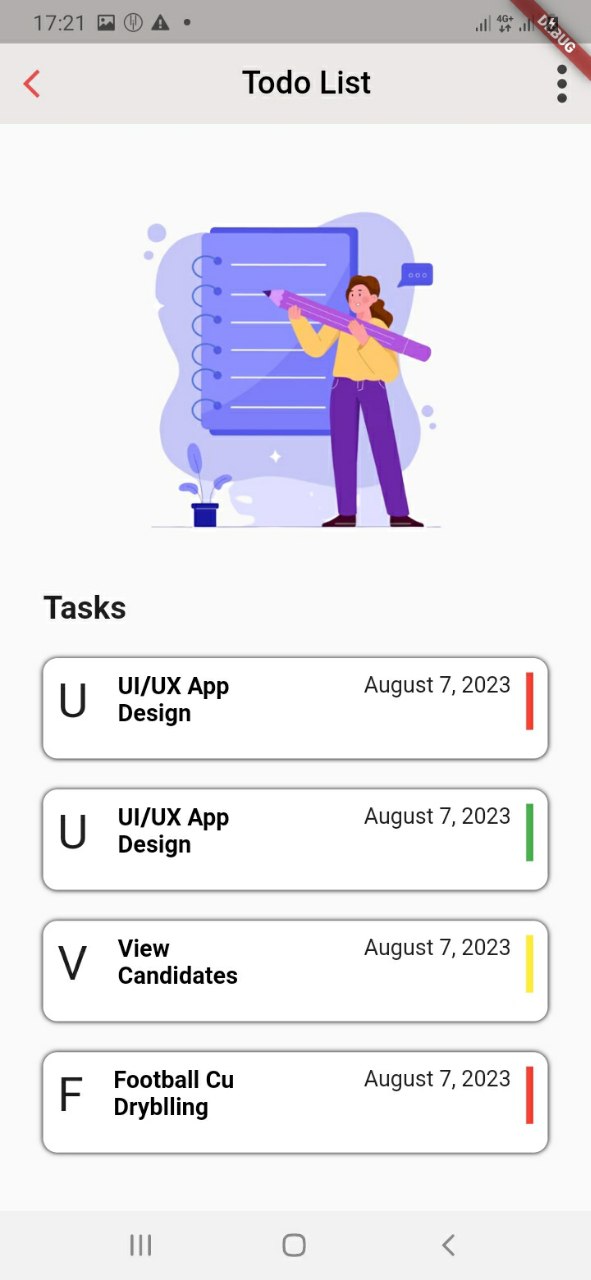 17:21
4G+
DEBUG
Todo List
Tasks
U
UI/UX App
Design
August 7, 2023
U
UI/UX App
Design
August 7, 2023
V
View
Candidates
August 7, 2023
F
Football Cu
Dryblling
August 7, 2023